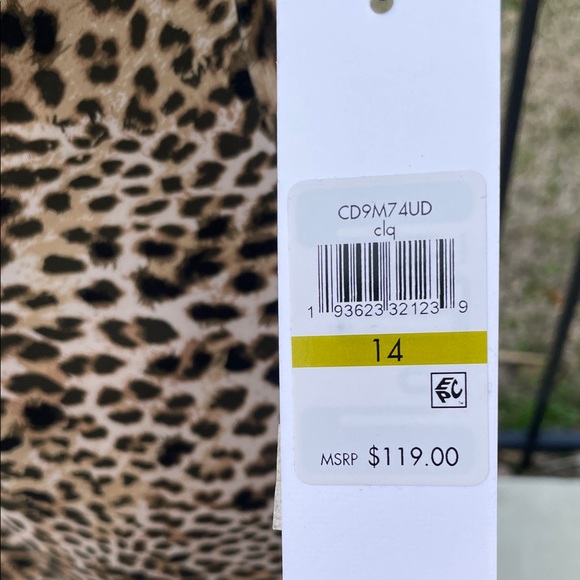 CD9M74UD
clq
1 93623 32123 9
14
EPC
MSRP $119.00